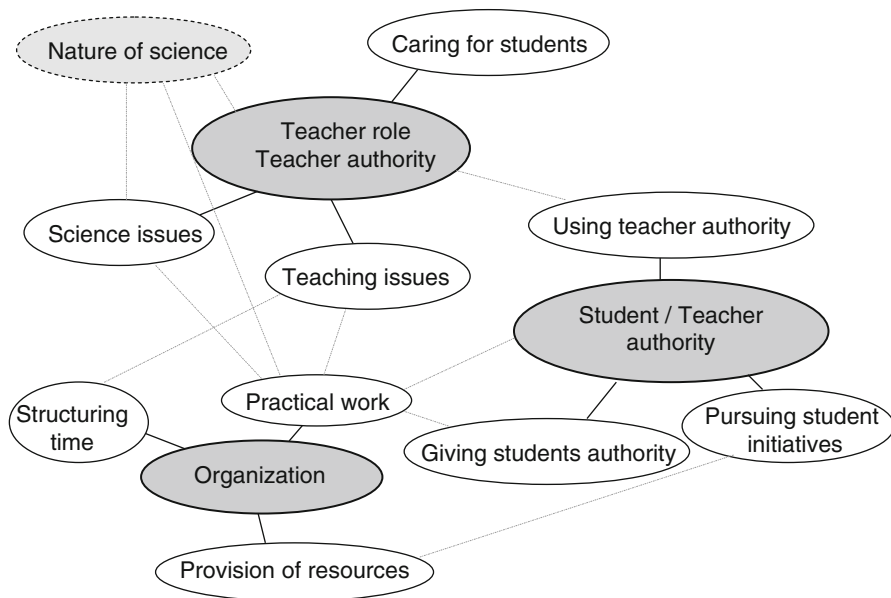 Nature of science
Caring for students
Teacher role
Teacher authority
Science issues
Using teacher authority
Teaching issues
Student / Teacher
authority
Structuring
time
Practical work
Pursuing student
initiatives
Giving students authority
Organization
Provision of resources